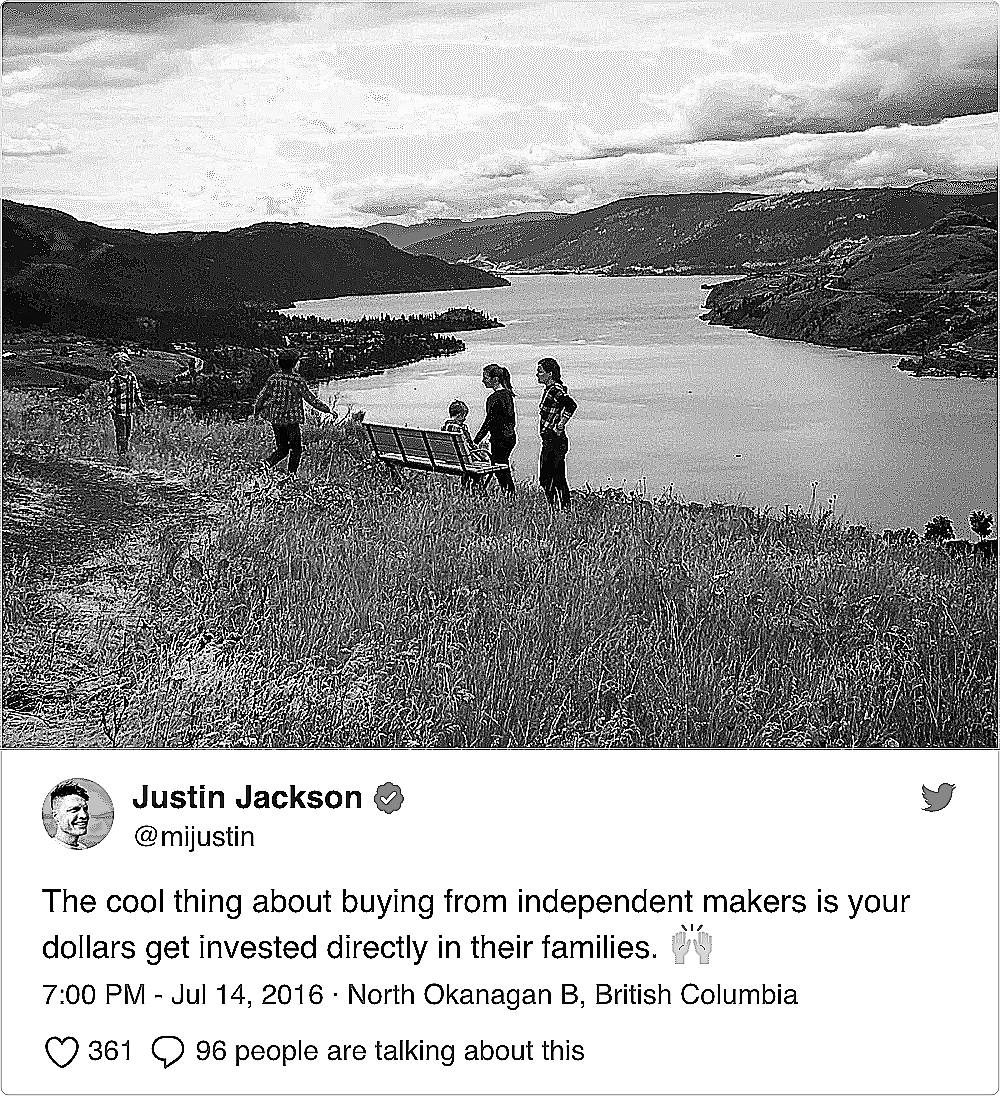 Justin Jackson
@mijustin
The cool thing about buying from independent makers is your
dollars get invested directly in their families. 🙌
7:00 PM - Jul 14, 2016 · North Okanagan B, British Columbia
361 96 people are talking about this